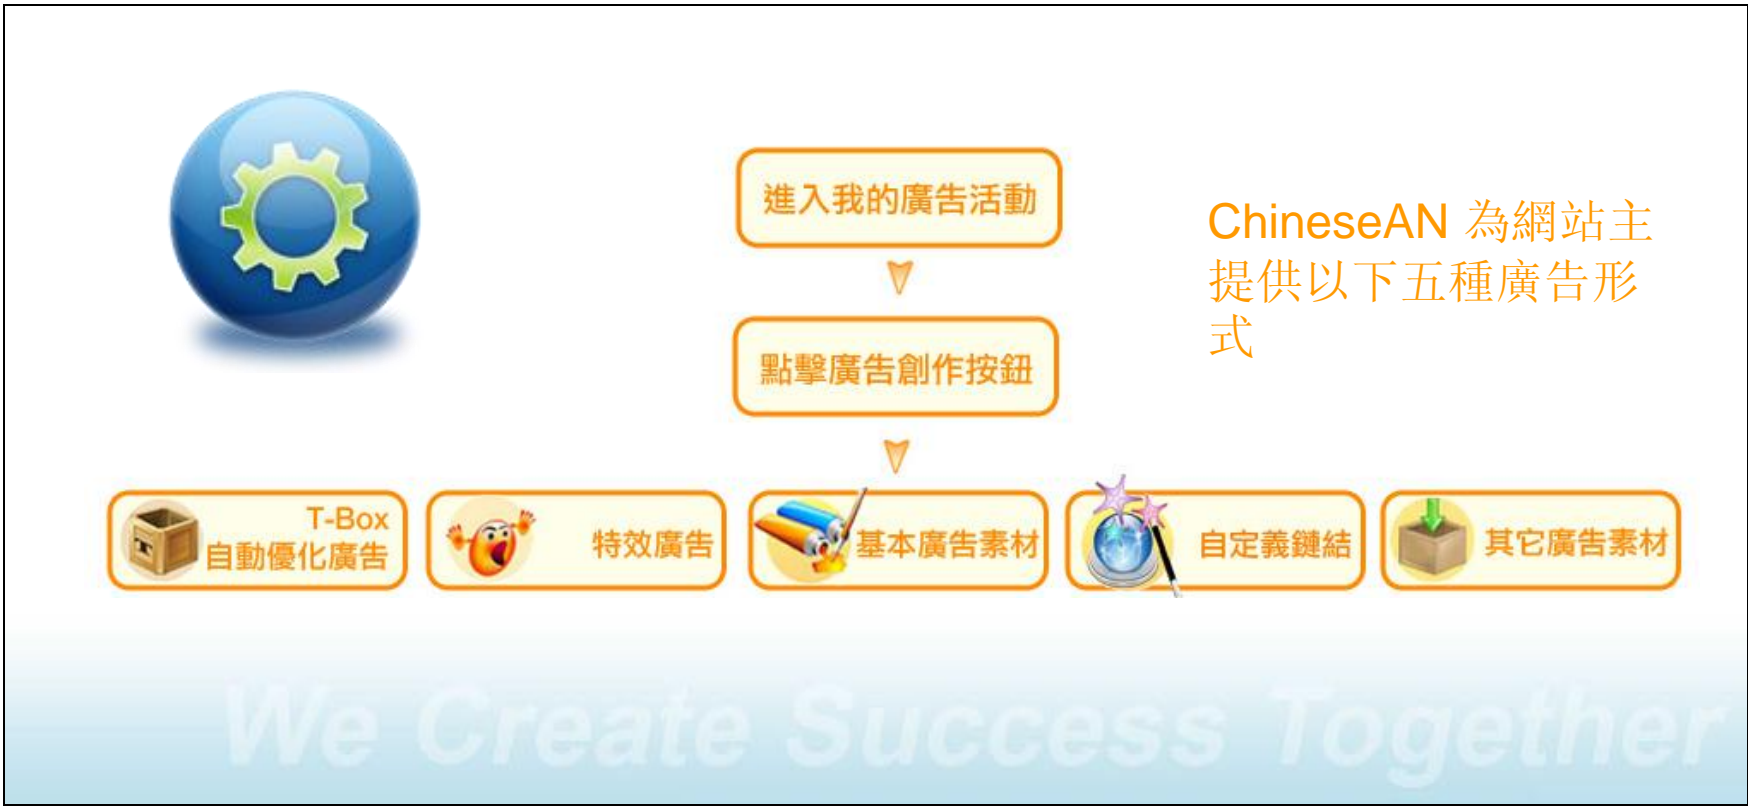 進入我的廣告活動
ChineseAN 為網站主
提供以下五種廣告形
式
點擊廣告創作按鈕
T-Box
自動優化廣告
特效廣告
基本廣告素材
自定義鏈結
其它廣告素材
We Create Success Together